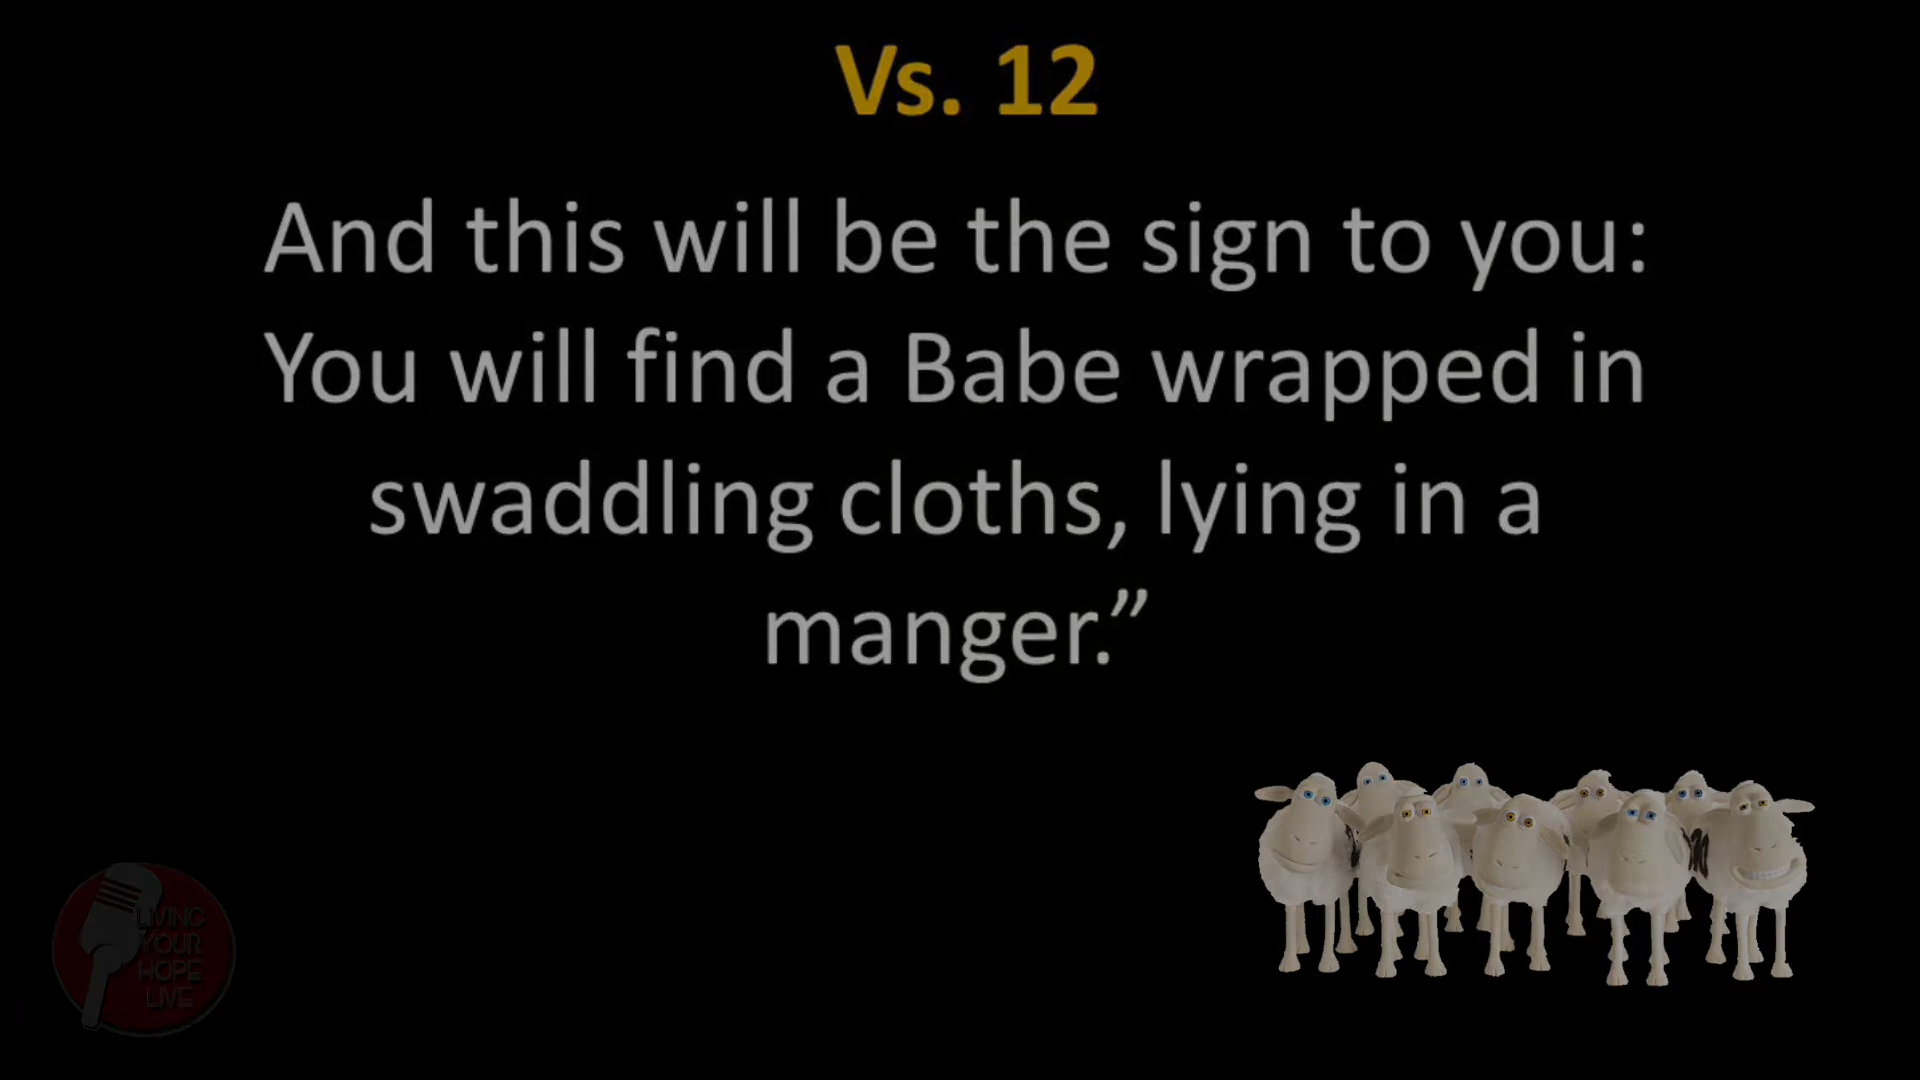 Vs. 12
And this will be the sign to you:
You will find a Babe wrapped in
swaddling cloths, lying in a
manger.”
LIVING
YOUR
HOPE
LIVE